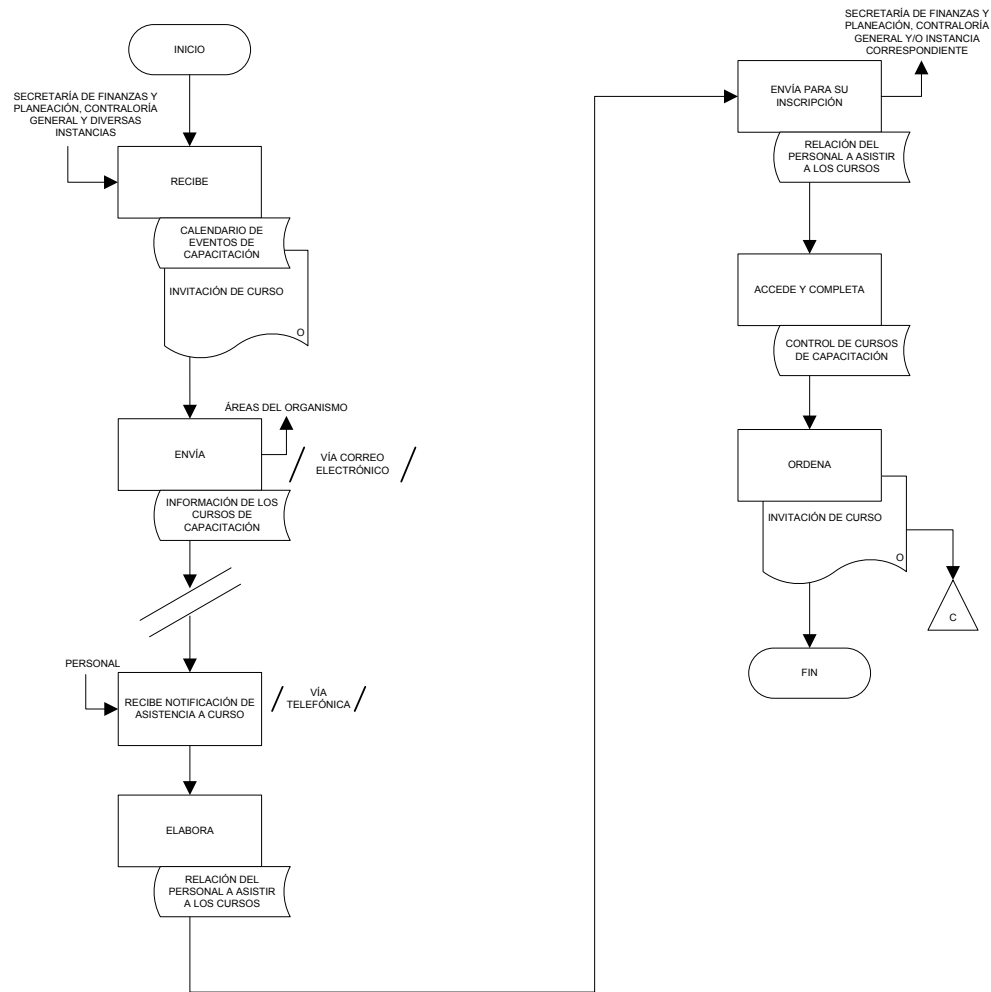 INICIO
SECRETARÍA DE FINANZAS Y
PLANEACIÓN, CONTRALORÍA
GENERAL Y DIVERSAS
INSTANCIAS
RECIBE
CALENDARIO DE
EVENTOS DE
CAPACITACIÓN
INVITACIÓN DE CURSO
O
ÁREAS DEL ORGANISMO
ENVÍA
/ VÍA CORREO /
ELECTRÓNICO
INFORMACIÓN DE LOS
CURSOS DE
CAPACITACIÓN
PERSONAL
RECIBE NOTIFICACIÓN DE
ASISTENCIA A CURSO
/ VÍA /
TELEFÓNICA
ELABORA
RELACIÓN DEL
PERSONAL A ASISTIR
A LOS CURSOS
SECRETARÍA DE FINANZAS Y
PLANEACIÓN, CONTRALORÍA
GENERAL Y/O INSTANCIA
CORRESPONDIENTE
ENVÍA PARA SU
INSCRIPCIÓN
RELACIÓN DEL
PERSONAL A ASISTIR
A LOS CURSOS
ACCEDE Y COMPLETA
CONTROL DE CURSOS
DE CAPACITACIÓN
ORDENA
INVITACIÓN DE CURSO
O
C
FIN